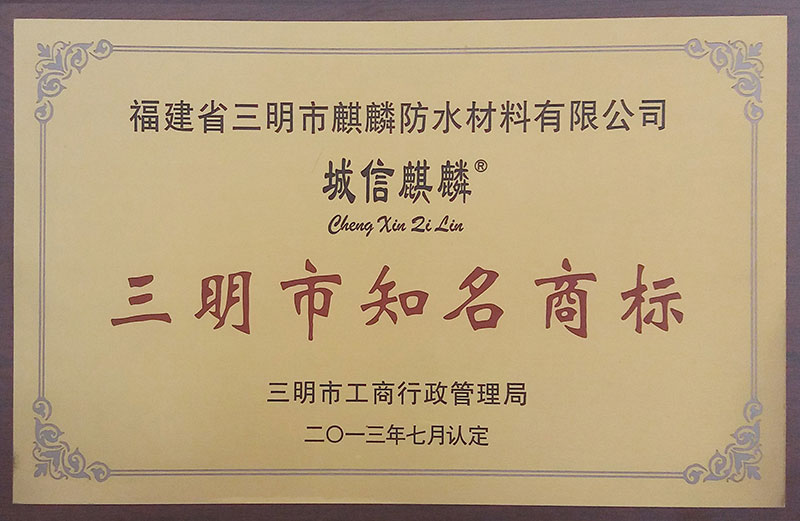 福建省三明市麒麟防水材料有限公司
城信麒麟®
Cheng Xin Qi Lin
三明市知名商标
三明市工商行政管理局
二〇一三年七月认定